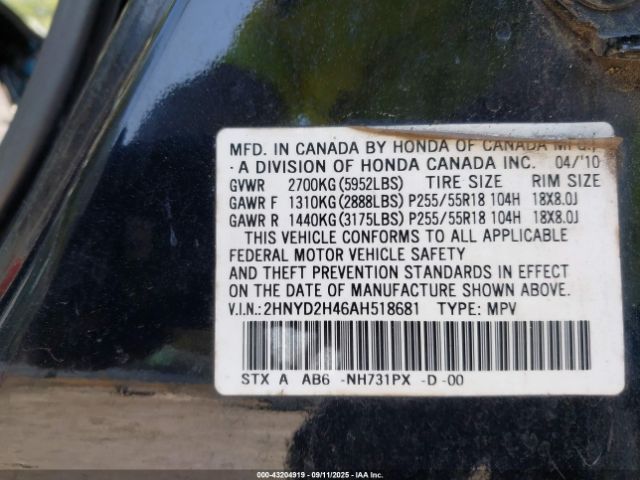 MFD. IN CANADA BY HONDA OF CANADA MFG.,
A DIVISION OF HONDA CANADA INC. 04/'10
GVWR 2700KG (5952LBS) TIRE SIZE RIM SIZE
GAWR F 1310KG (2888LBS) P255/55R18 104H 18X8.0J
GAWR R 1440KG (3175LBS) P255/55R18 104H 18X8.0J
THIS VEHICLE CONFORMS TO ALL APPLICABLE
FEDERAL MOTOR VEHICLE SAFETY
AND THEFT PREVENTION STANDARDS IN EFFECT
ON THE DATE OF MANUFACTURE SHOWN ABOVE.
V.I.N.: 2HNYD2H46AH518681 TYPE: MPV
STX A AB6 -NH731PX -D -00
000-43204919 09/11/2025 IAAI.COM